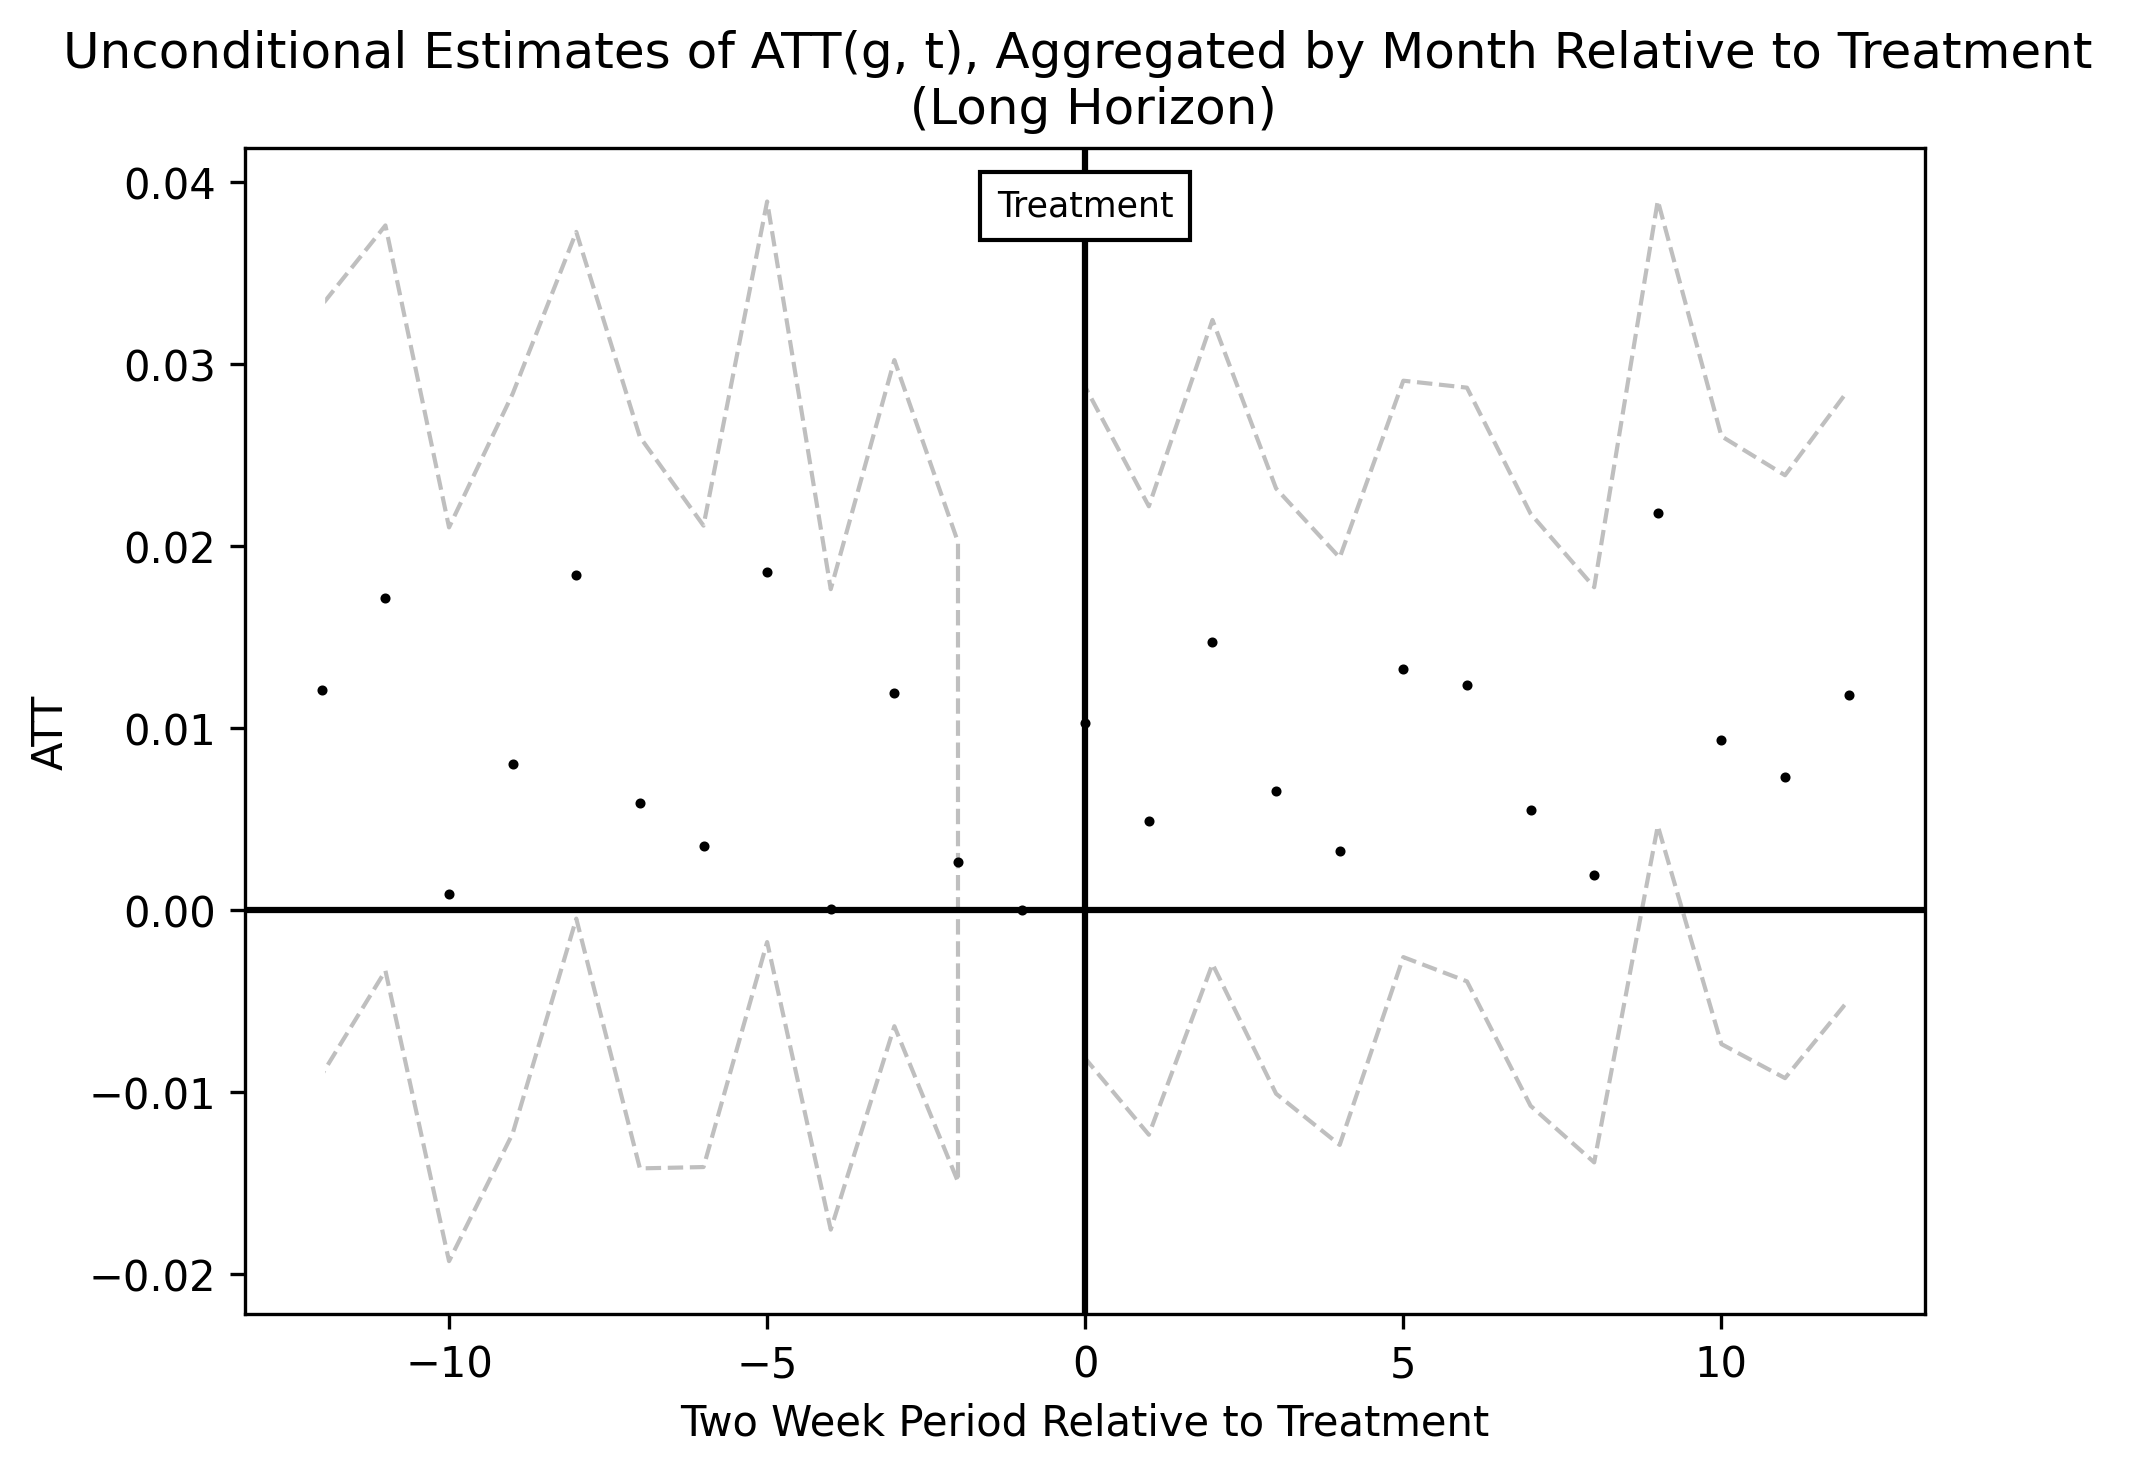 Unconditional Estimates of ATT(g, t), Aggregated by Month Relative to Treatment
(Long Horizon)
Treatment
ATT
0.04
0.03
0.02
0.01
0.00
−0.01
−0.02
−10
−5
0
5
10
Two Week Period Relative to Treatment